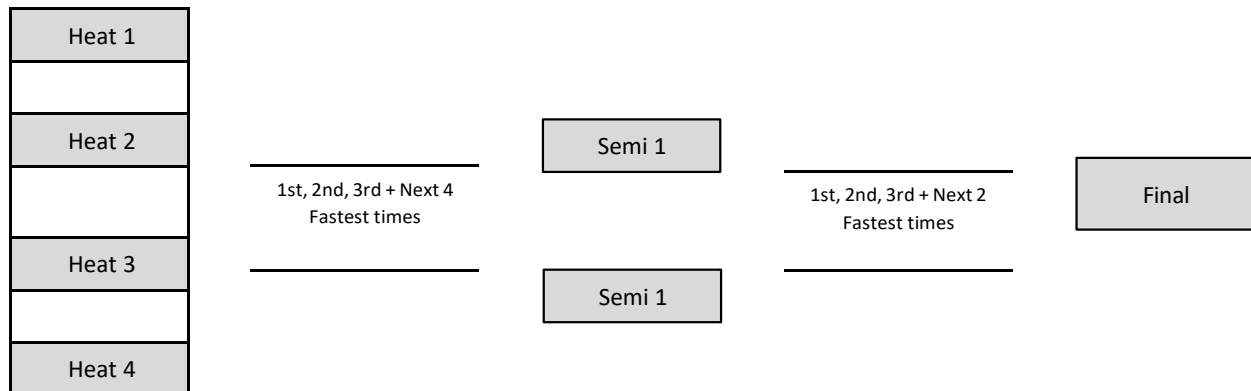 Heat 1
Heat 2
Heat 3
Heat 4
1st, 2nd, 3rd + Next 4
Fastest times
Semi 1
Semi 1
1st, 2nd, 3rd + Next 2
Fastest times
Final